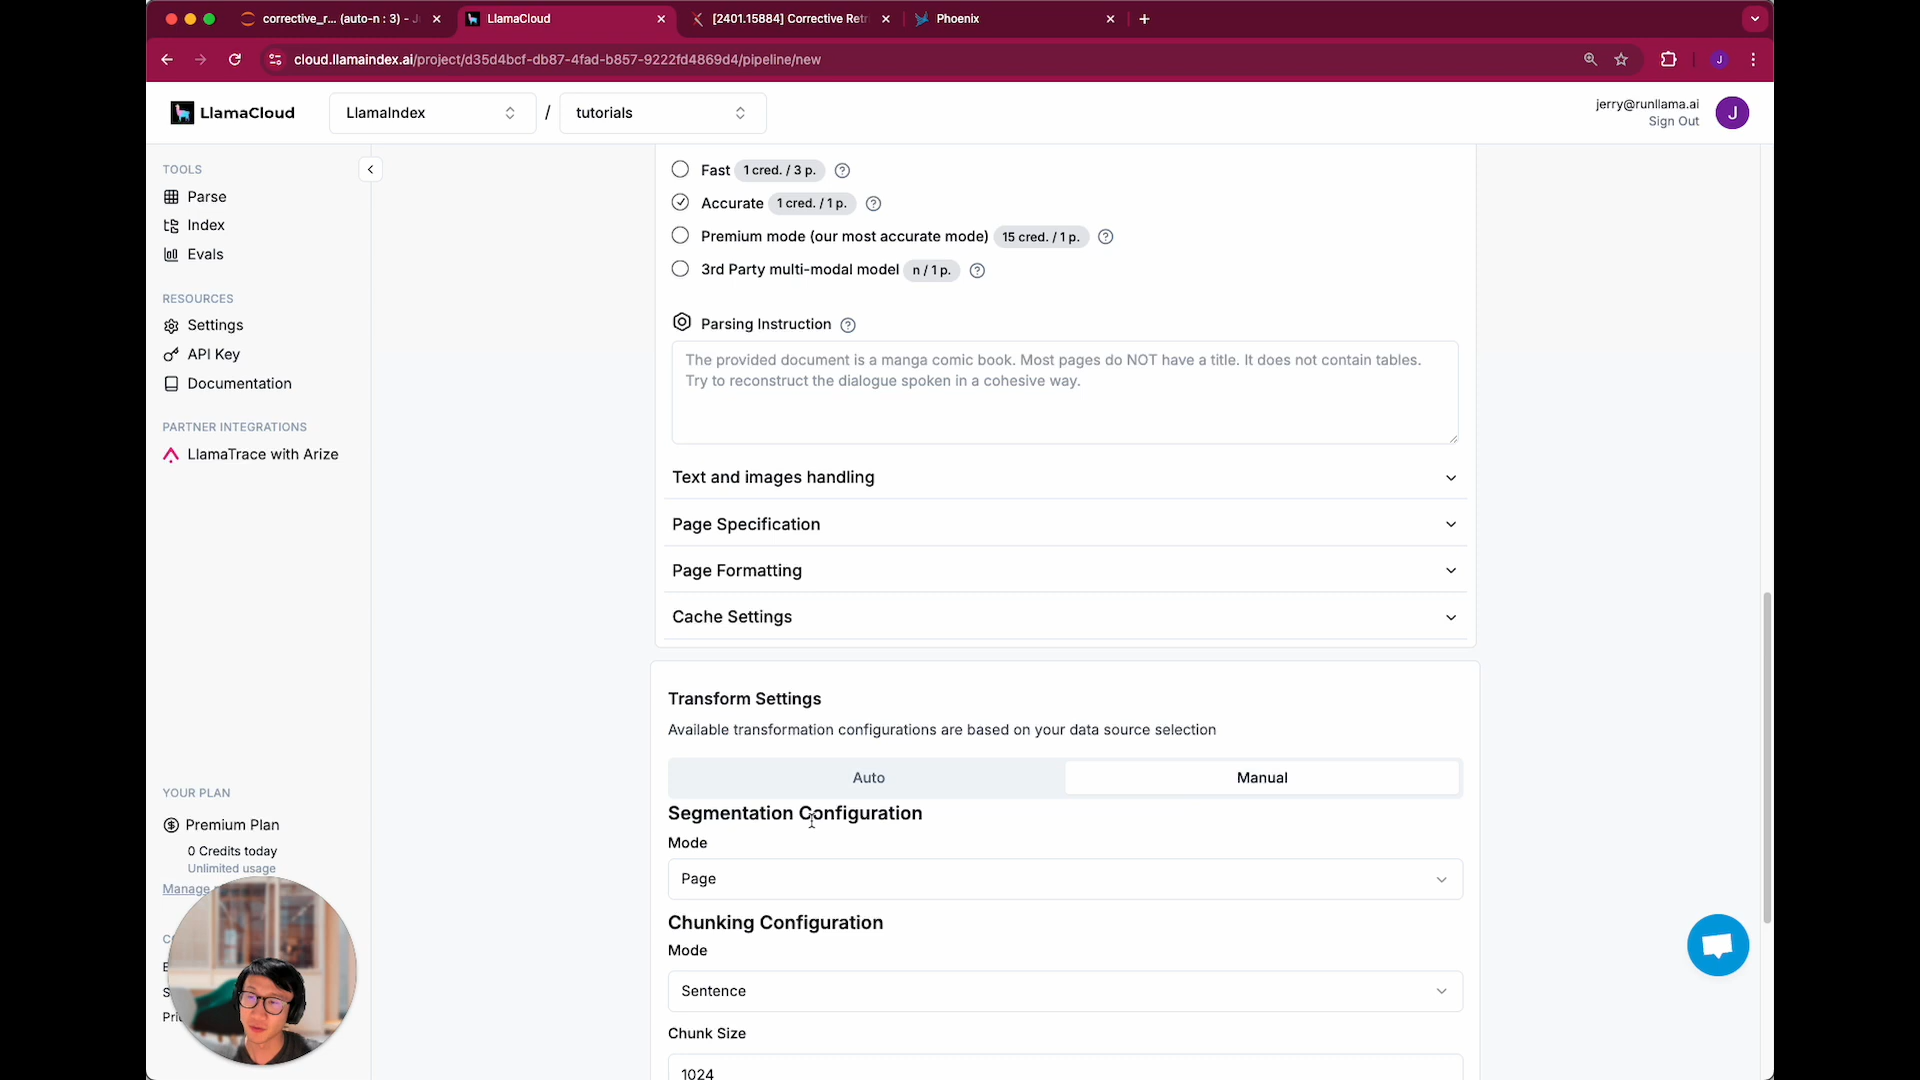 corrective_r... (auto-n : 3) - J
LlamaCloud
[2401.15884] Corrective Retr
Phoenix
cloud.llamaindex.ai/project/d35d4bcf-db87-4fad-b857-9222fd4869d4/pipeline/new
J
LlamaCloud
LlamaIndex
/
tutorials
jerry@runllama.ai
Sign Out
J
TOOLS
Parse
Index
Evals
RESOURCES
Settings
API Key
Documentation
PARTNER INTEGRATIONS
LlamaTrace with Arize
YOUR PLAN
Premium Plan
0 Credits today
Unlimited usage
Manage
Fast 1 cred. / 3 p.
Accurate 1 cred. / 1 p.
Premium mode (our most accurate mode) 15 cred. / 1 p.
3rd Party multi-modal model n / 1 p.
Parsing Instruction
The provided document is a manga comic book. Most pages do NOT have a title. It does not contain tables.
Try to reconstruct the dialogue spoken in a cohesive way.
Text and images handling
Page Specification
Page Formatting
Cache Settings
Transform Settings
Available transformation configurations are based on your data source selection
Auto
Manual
Segmentation Configuration
Mode
Page
Chunking Configuration
Mode
Sentence
Chunk Size
1024